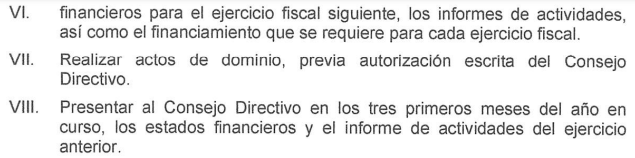 VI. financieros para el ejercicio fiscal siguiente, los informes de actividades,
así como el financiamiento que se requiere para cada ejercicio fiscal.
VII. Realizar actos de dominio, previa autorización escrita del Consejo
Directivo.
VIII. Presentar al Consejo Directivo en los tres primeros meses del año en
curso, los estados financieros y el informe de actividades del ejercicio
anterior.